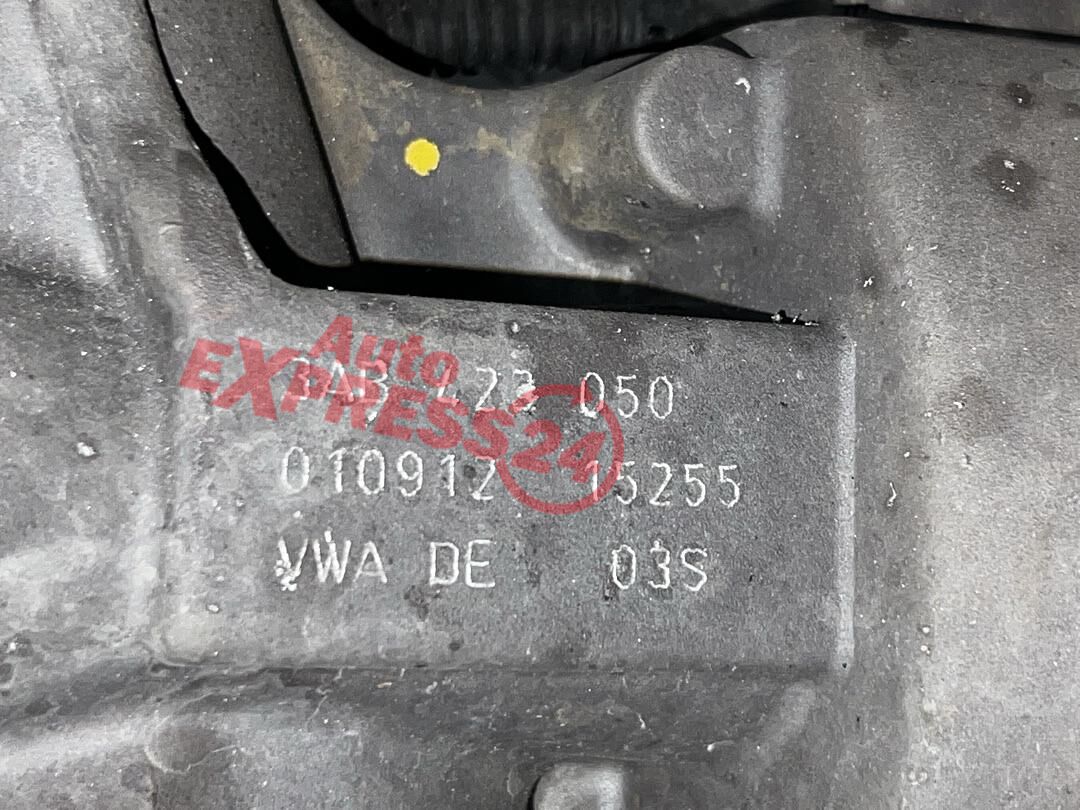 Auto
EXPRESS24
050
010912 15255
VWA DE 03S